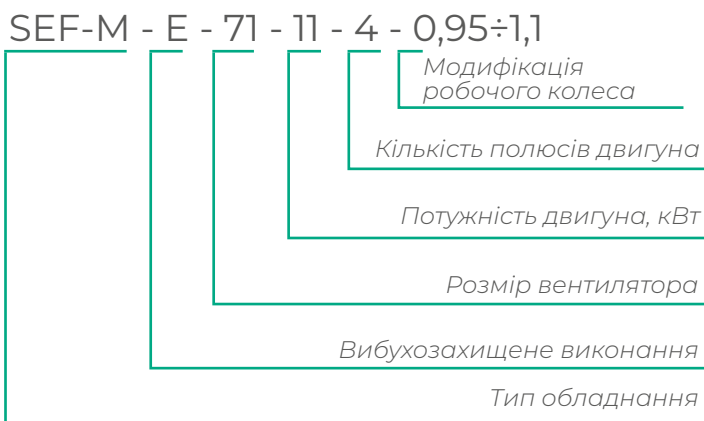 SEF-M - E - 71 - 11 - 4 - 0,95÷1,1
Модифікація
робочого колеса
Кількість полюсів двигуна
Потужність двигуна, кВт
Розмір вентилятора
Вибухозахищене виконання
Тип обладнання